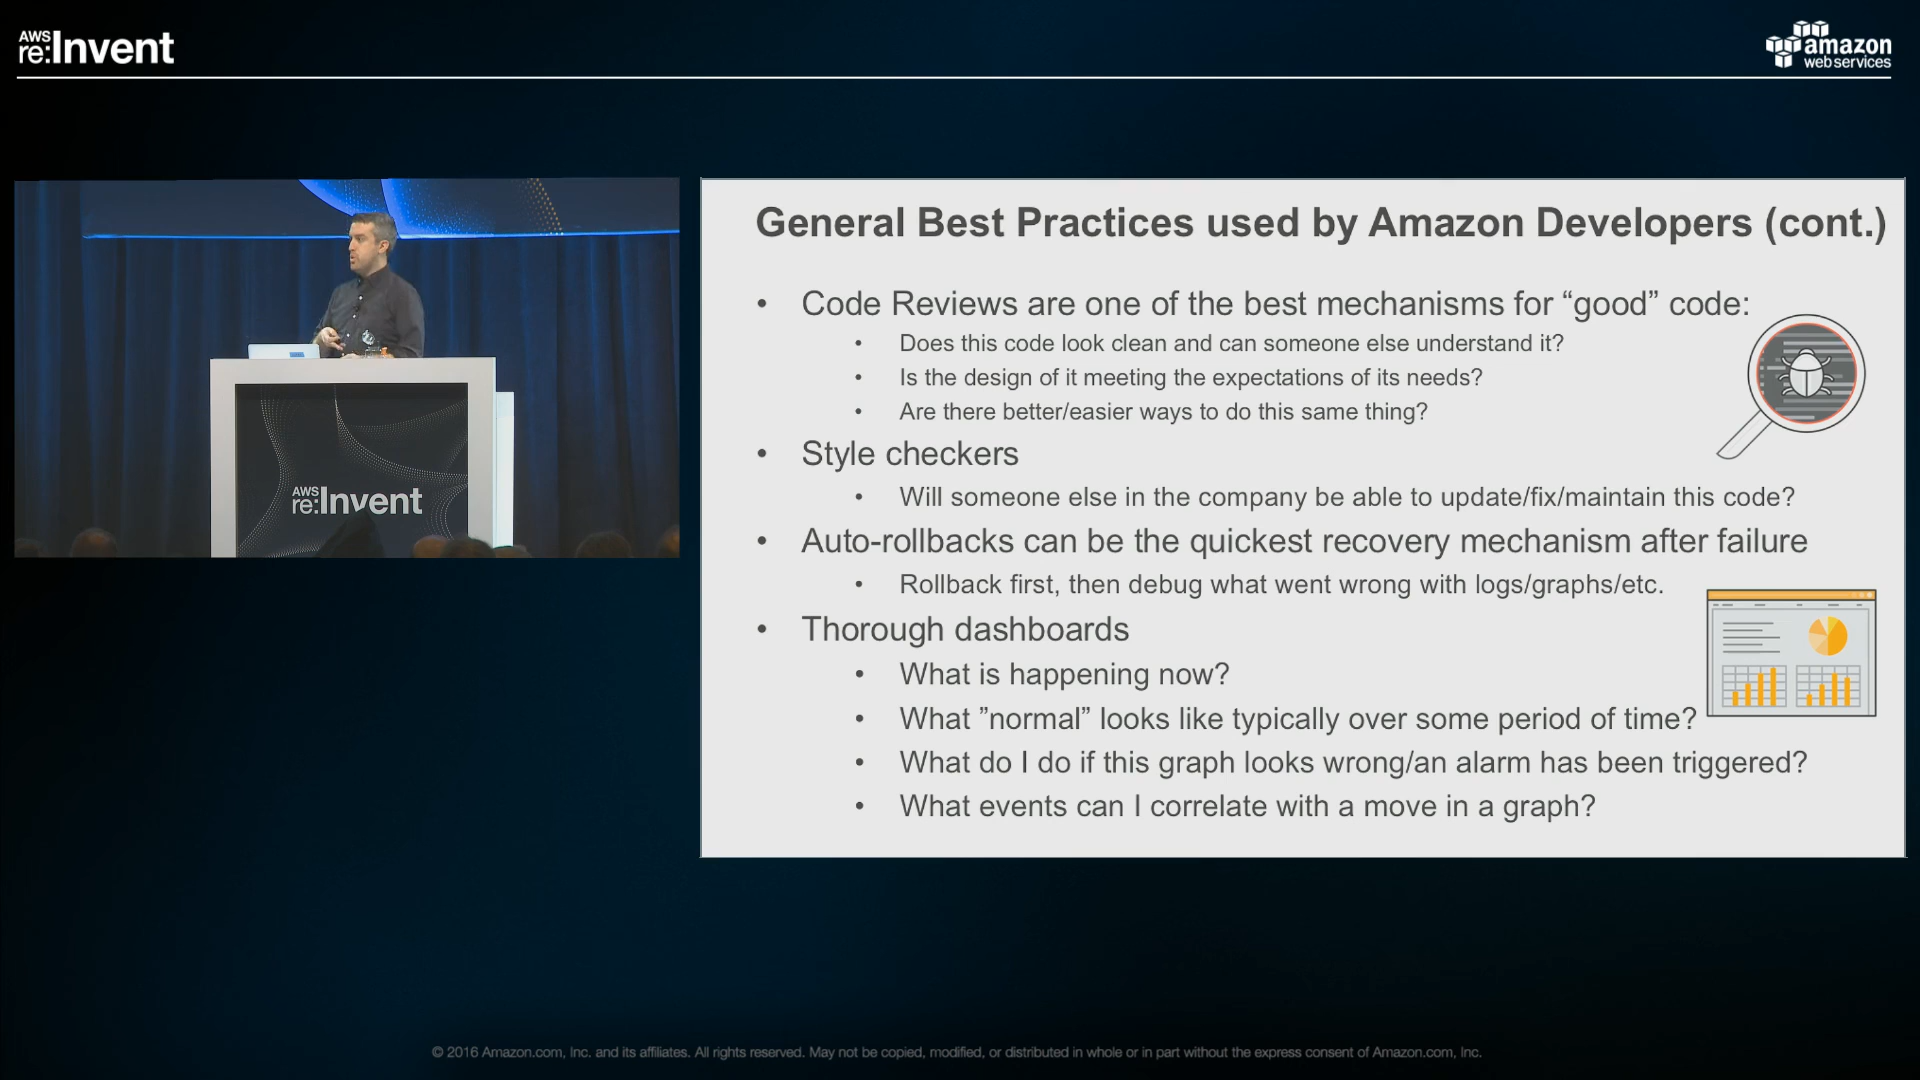 AWS
re:Invent
amazon
web services
AWS
re:Invent
General Best Practices used by Amazon Developers (cont.)
• Code Reviews are one of the best mechanisms for “good” code:
• Does this code look clean and can someone else understand it?
• Is the design of it meeting the expectations of its needs?
• Are there better/easier ways to do this same thing?
• Style checkers
• Will someone else in the company be able to update/fix/maintain this code?
• Auto-rollbacks can be the quickest recovery mechanism after failure
• Rollback first, then debug what went wrong with logs/graphs/etc.
• Thorough dashboards
• What is happening now?
• What ”normal” looks like typically over some period of time?
• What do I do if this graph looks wrong/an alarm has been triggered?
• What events can I correlate with a move in a graph?
© 2016 Amazon.com, Inc. and its affiliates. All rights reserved. May not be copied, modified, or distributed in whole or in part without the express consent of Amazon.com, Inc.